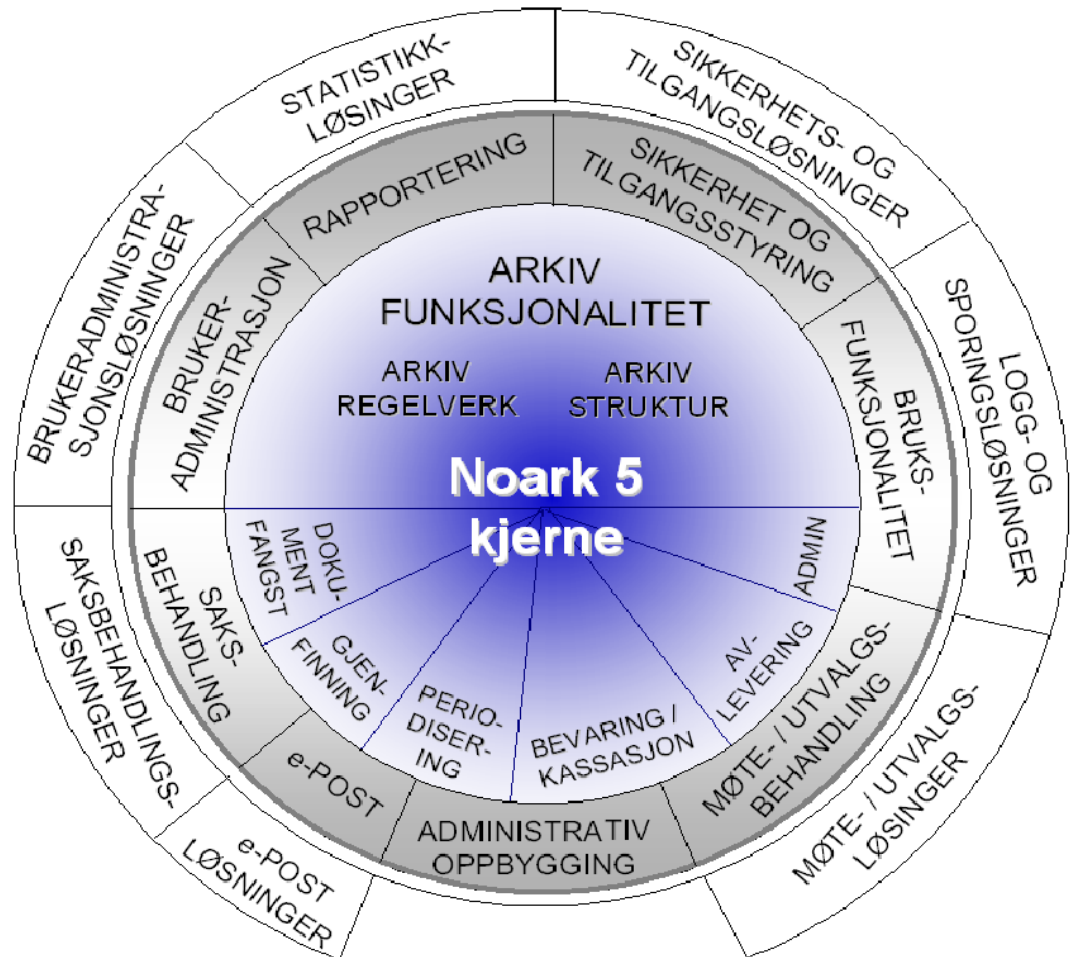 STATISTIKK-
LØSINGER
SIKKERHETS- OG
TILGANGSLØSNINGER
BRUKERADMINISTRA-
SJONSLØSNINGER
LOGG- OG
SPORINGSLØSNINGER
SAKSBEHANDLINGS-
LØSNINGER
e-POST
LØSNINGER
MØTE- / UTVALGS-
LØSINGER
RAPPORTERING
SIKKERHET OG
TILGANGSSTYRING
BRUKER-
ADMINISTRASJON
BRUKS-
FUNKSJONALITET
SAKS-
BEHANDLING
e-POST
ADMINISTRATIV
OPPBYGGING
MØTE- / UTVALGS-
BEHANDLING
ARKIV
FUNKSJONALITET
ARKIV
REGELVERK
ARKIV
STRUKTUR
Noark 5
kjerne
DOKU-
MENT
FANGST
GJEN-
FINNING
PERIO-
DISER-
ING
BEVARING /
KASSASJON
AV-
LEVERING
ADMIN